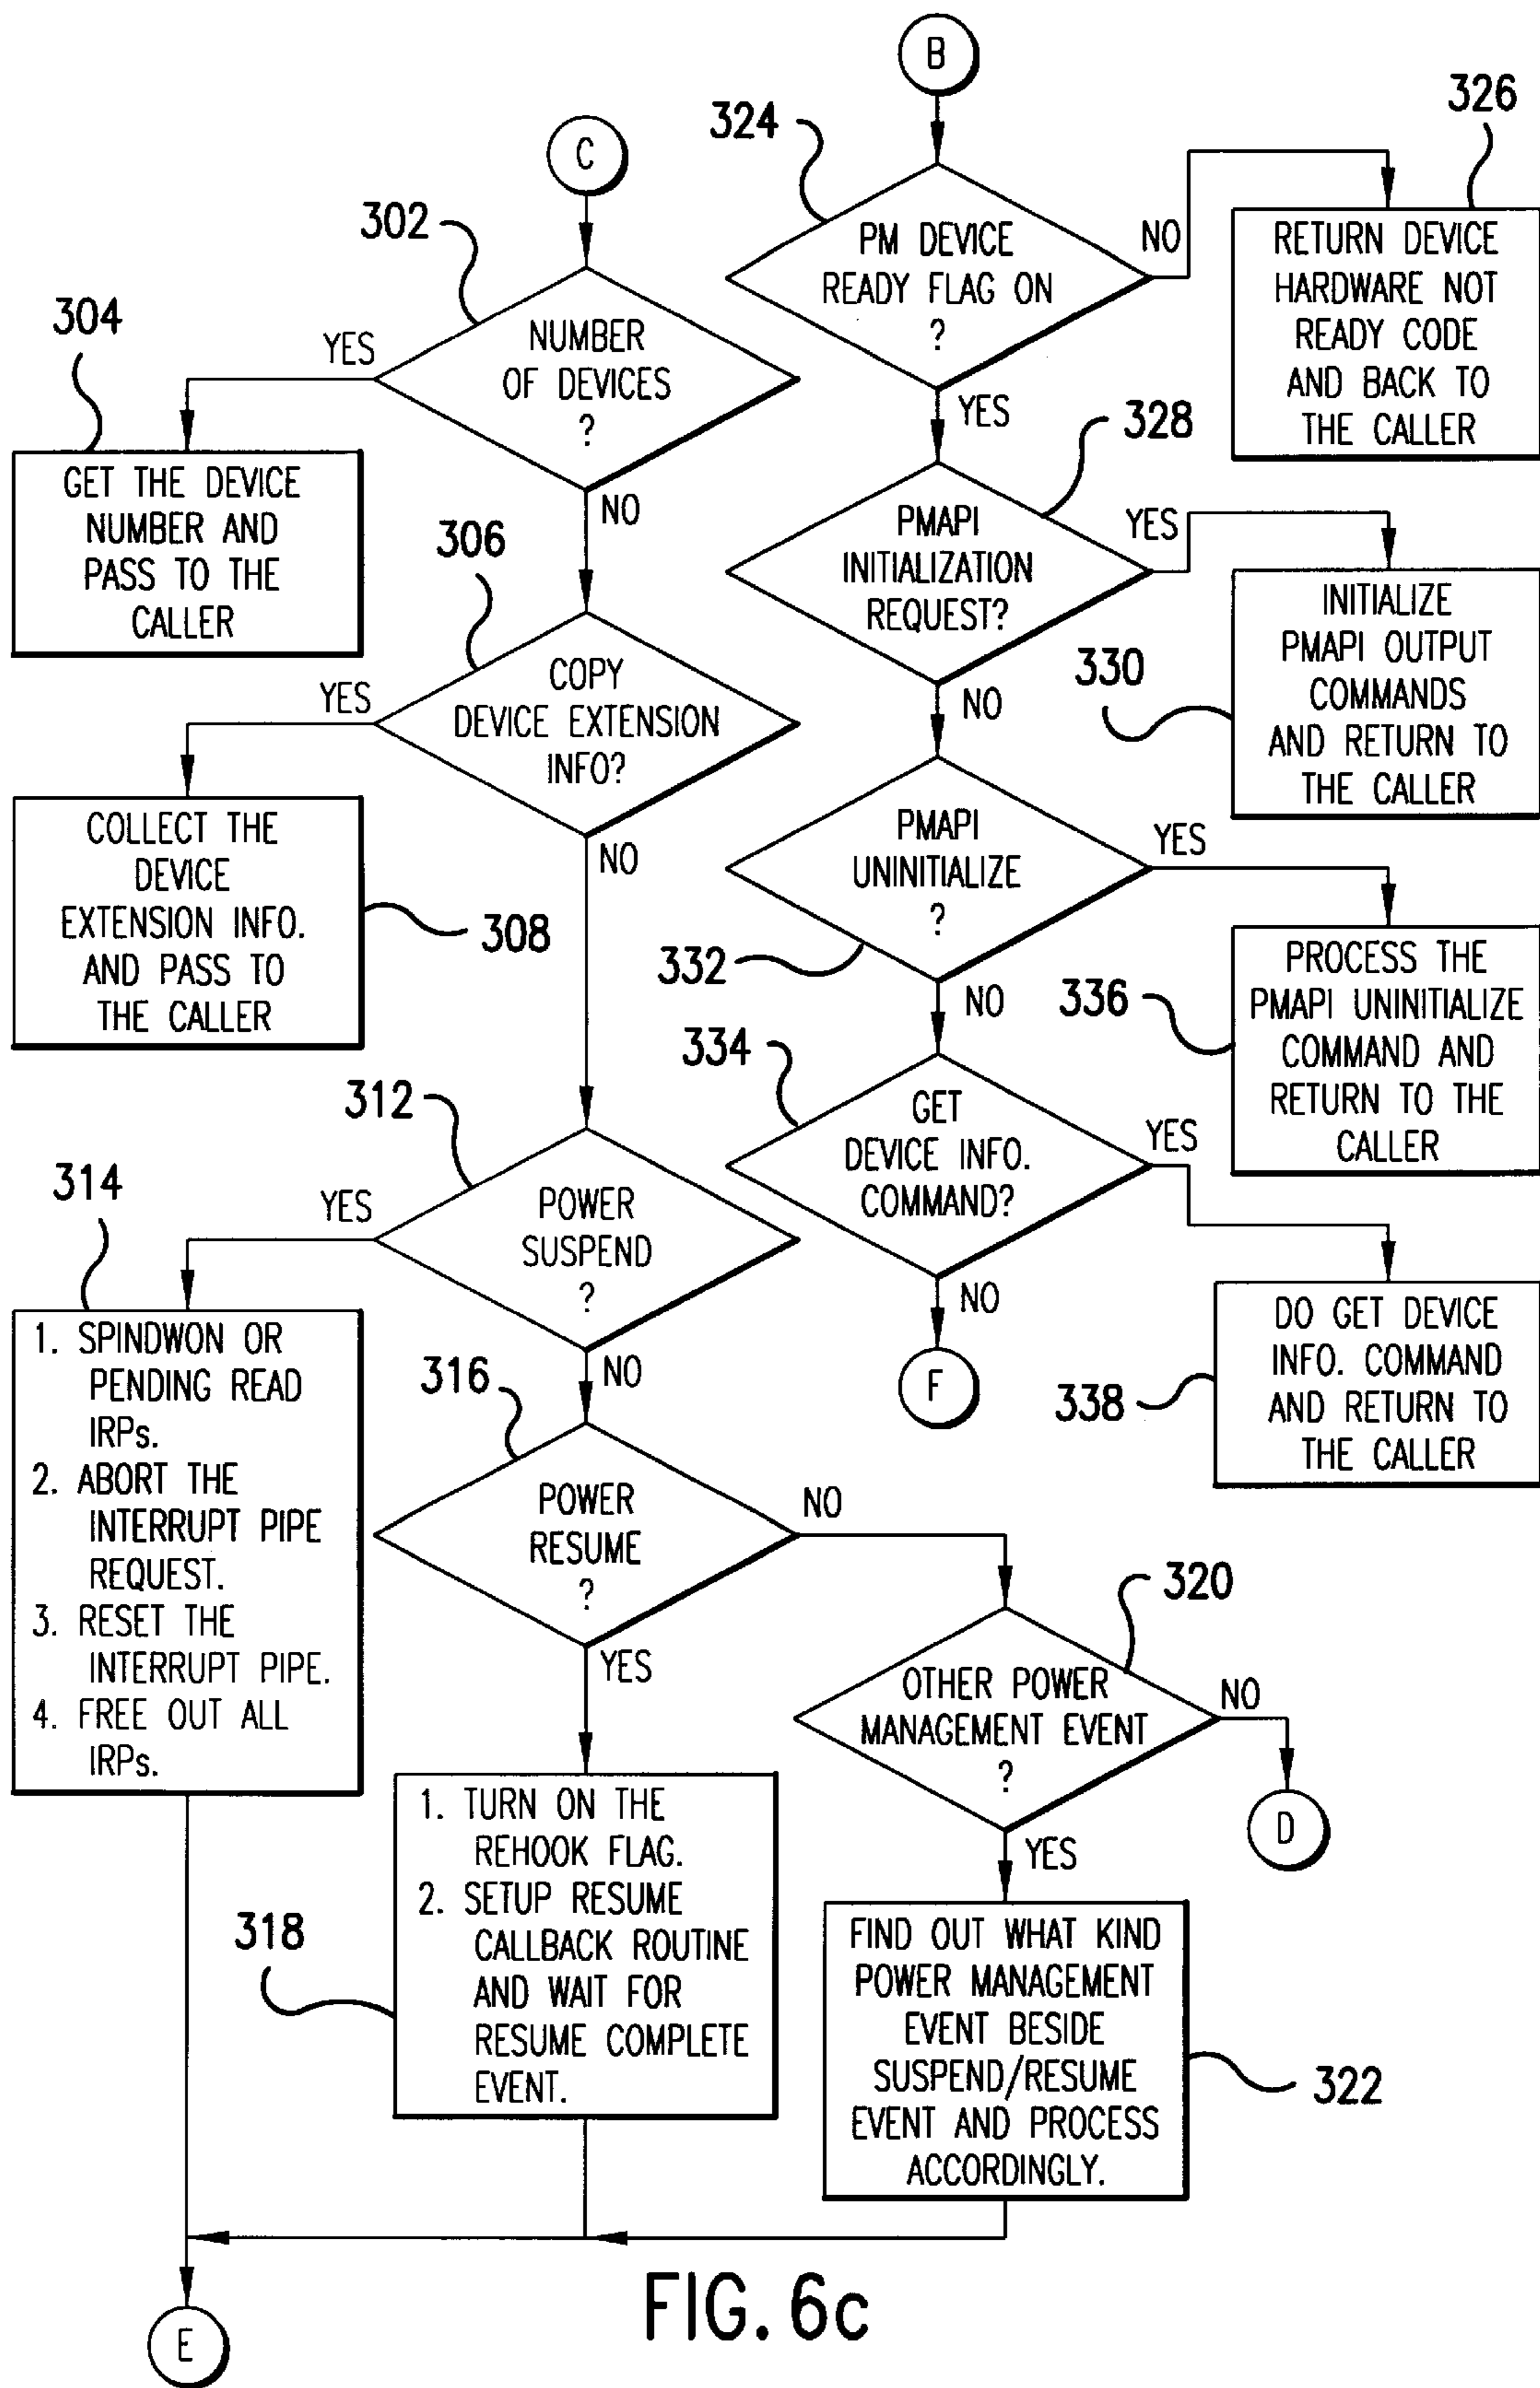 C
302
NUMBER
OF DEVICES
?
YES
NO
304
GET THE DEVICE
NUMBER AND
PASS TO THE
CALLER
306
COPY
DEVICE EXTENSION
INFO?
YES
NO
COLLECT THE
DEVICE
EXTENSION INFO.
AND PASS TO
THE CALLER
308
312
POWER
SUSPEND
?
YES
NO
314
1. SPINDWON OR
PENDING READ
IRPs.
2. ABORT THE
INTERRUPT PIPE
REQUEST.
3. RESET THE
INTERRUPT PIPE.
4. FREE OUT ALL
IRPs.
316
POWER
RESUME
?
NO
YES
318
1. TURN ON THE
REHOOK FLAG.
2. SETUP RESUME
CALLBACK ROUTINE
AND WAIT FOR
RESUME COMPLETE
EVENT.
320
OTHER POWER
MANAGEMENT EVENT
?
NO
D
YES
FIND OUT WHAT KIND
POWER MANAGEMENT
EVENT BESIDE
SUSPEND/RESUME
EVENT AND PROCESS
ACCORDINGLY.
322
E
B
324
PM DEVICE
READY FLAG ON
?
NO
YES
326
RETURN DEVICE
HARDWARE NOT
READY CODE
AND BACK TO
THE CALLER
328
PMAPI
INITIALIZATION
REQUEST?
YES
NO
330
INITIALIZE
PMAPI OUTPUT
COMMANDS
AND RETURN TO
THE CALLER
332
PMAPI
UNINITIALIZE
?
YES
NO
336
PROCESS THE
PMAPI UNINITIALIZE
COMMAND AND
RETURN TO THE
CALLER
334
GET
DEVICE INFO.
COMMAND?
YES
NO
F
338
DO GET DEVICE
INFO. COMMAND
AND RETURN TO
THE CALLER
FIG. 6c